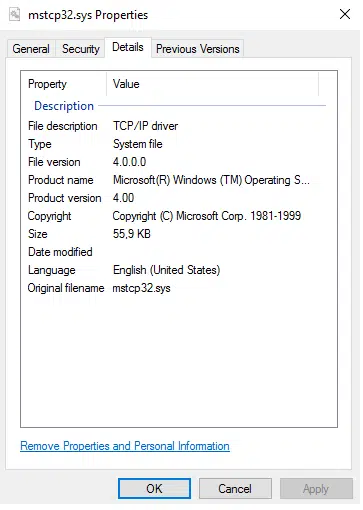 mstcp32.sys Properties
General Security Details Previous Versions
Property Value
Description
File description TCP/IP driver
Type System file
File version 4.0.0.0
Product name Microsoft(R) Windows (TM) Operating S...
Product version 4.00
Copyright Copyright (C) Microsoft Corp. 1981-1999
Size 55,9 KB
Date modified
Language English (United States)
Original filename mstcp32.sys
Remove Properties and Personal Information
OK Cancel Apply